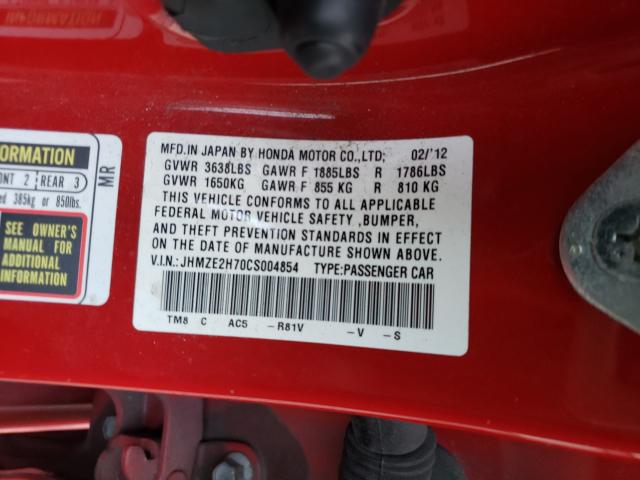 ORMATION
ONT 2 REAR 3
ed 385kg or 850lbs.
SEE OWNER'S
MANUAL FOR
ADDITIONAL
INFORMATION
MR
MFD.IN JAPAN BY HONDA MOTOR CO.,LTD; 02/'12
GVWR 3638LBS GAWR F 1885LBS R 1786LBS
GVWR 1650KG GAWR F 855 KG R 810 KG
THIS VEHICLE CONFORMS TO ALL APPLICABLE
FEDERAL MOTOR VEHICLE SAFETY ,BUMPER,
AND THEFT PREVENTION STANDARDS IN EFFECT
ON THE DATE OF MANUFACTURE SHOWN ABOVE.
V.I.N.:JHMZE2H70CS004854 TYPE:PASSENGER CAR
TM8 C AC5 -R81V -V -S